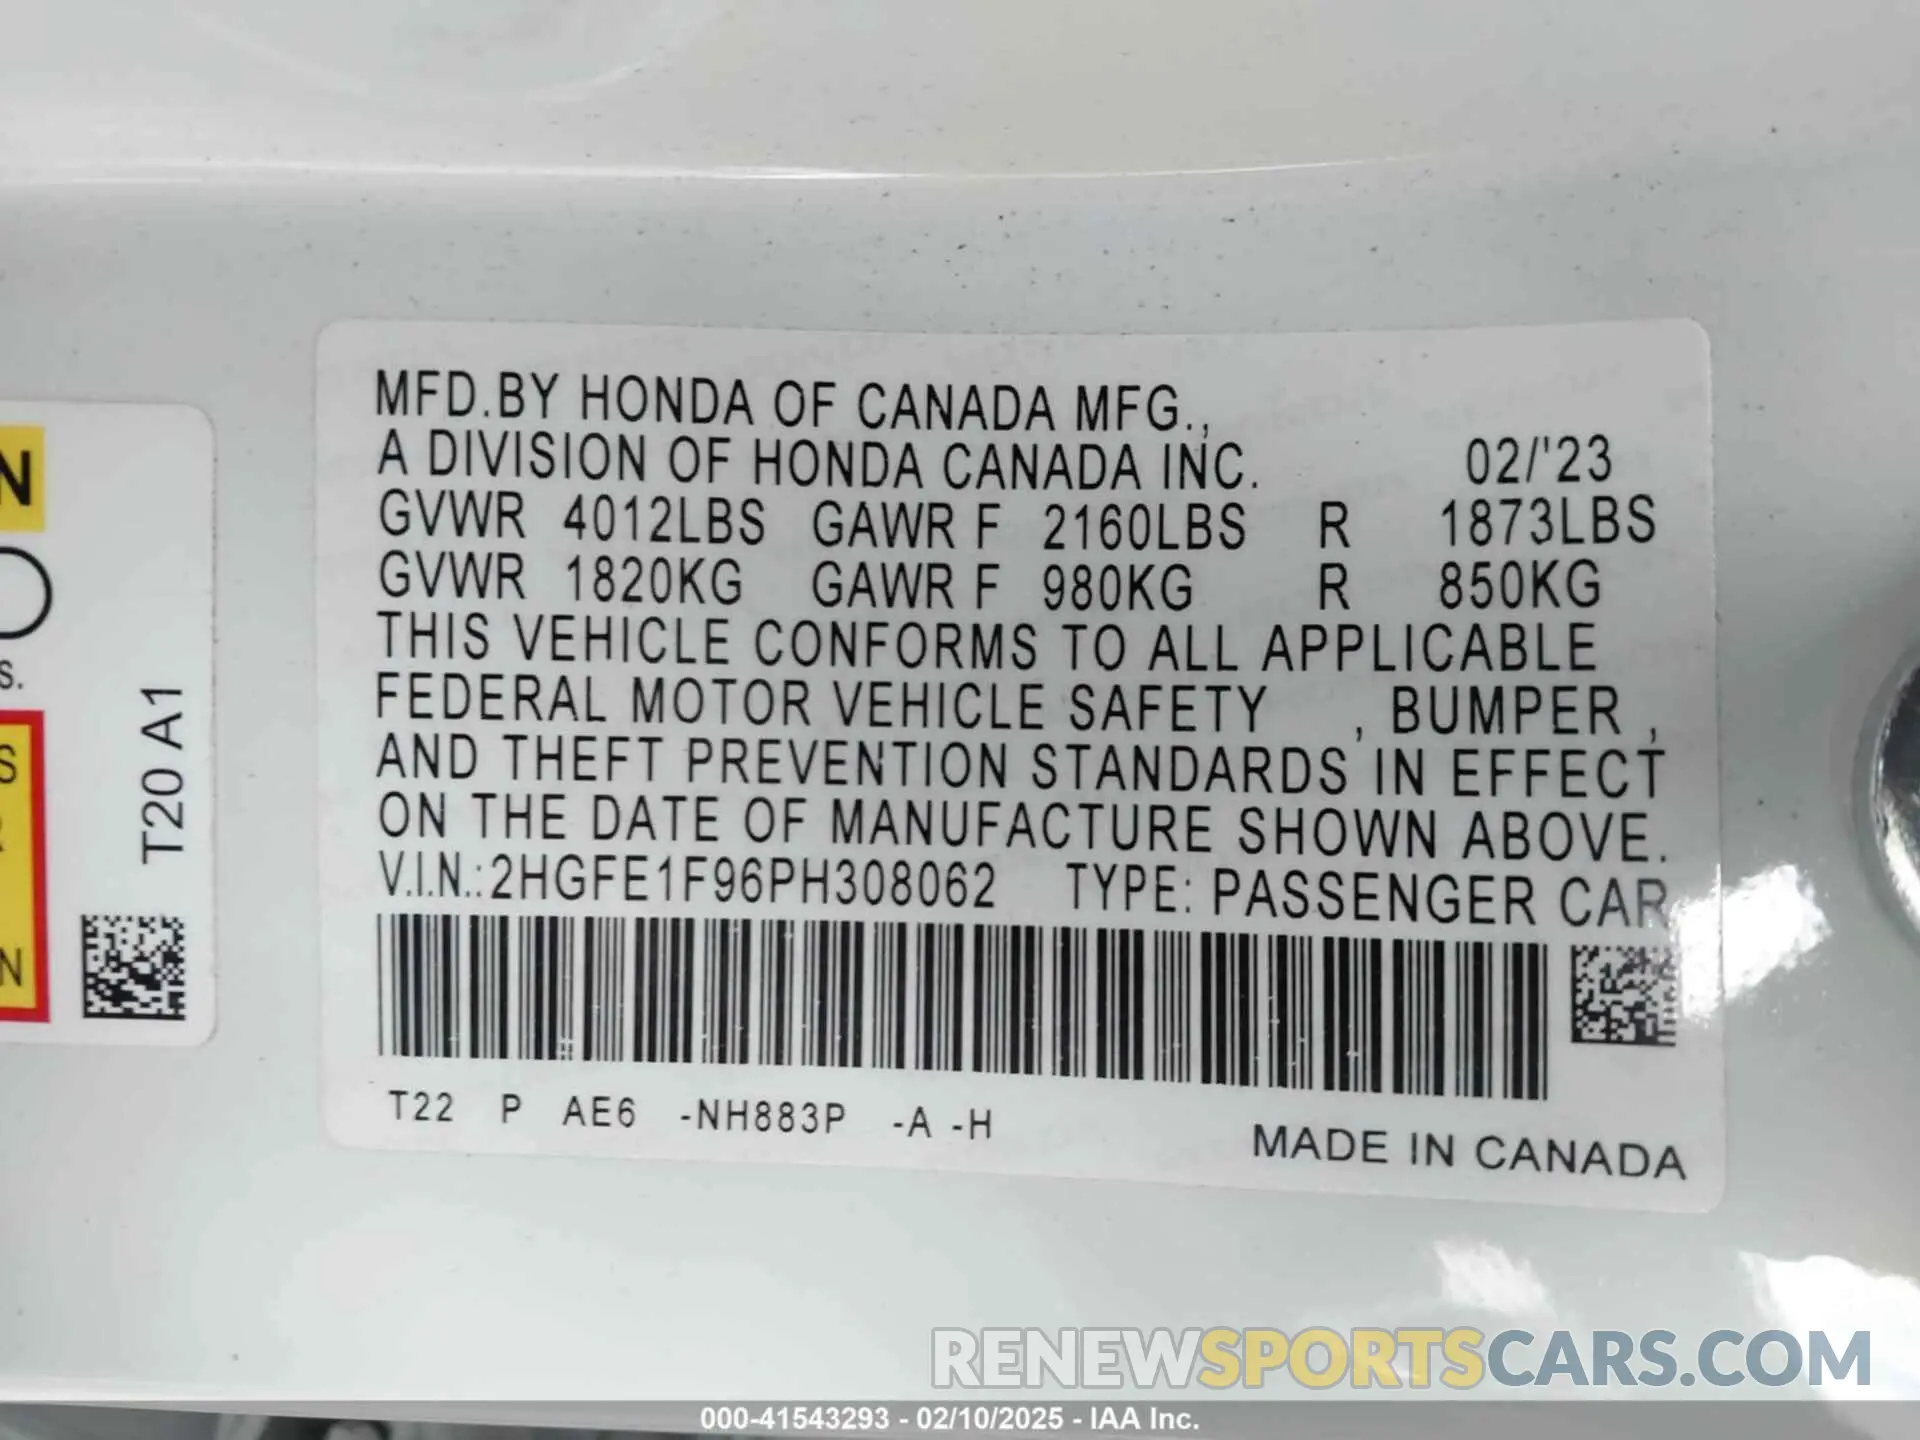 MFD.BY HONDA OF CANADA MFG.,
A DIVISION OF HONDA CANADA INC. 02/'23
GVWR 4012LBS GAWR F 2160LBS R 1873LBS
GVWR 1820KG GAWR F 980KG R 850KG
THIS VEHICLE CONFORMS TO ALL APPLICABLE
FEDERAL MOTOR VEHICLE SAFETY , BUMPER ,
AND THEFT PREVENTION STANDARDS IN EFFECT
ON THE DATE OF MANUFACTURE SHOWN ABOVE.
V.I.N.:2HGFE1F96PH308062 TYPE: PASSENGER CAR
T22 P AE6 -NH883P -A -H
MADE IN CANADA
T20 A1
N
S.
S
N
RENEWSPORTSCARS.COM
000-41543293 - 02/10/2025 - IAA Inc.